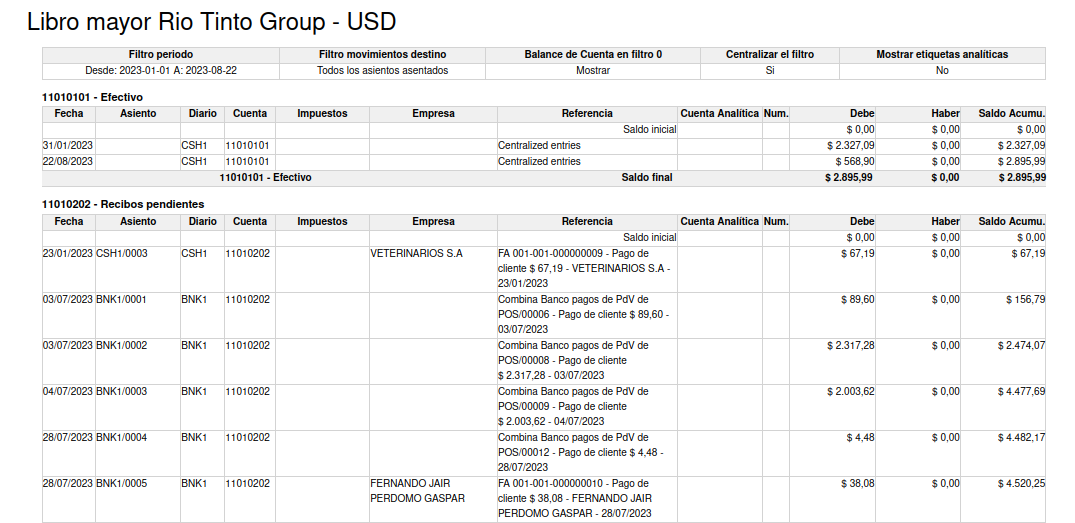 Libro mayor Rio Tinto Group - USD
Filtro periodo Filtro movimientos destino Balance de Cuenta en filtro 0 Centralizar el filtro Mostrar etiquetas analíticas
Desde: 2023-01-01 A: 2023-08-22 Todos los asientos asentados Mostrar Si No
11010101 - Efectivo
Fecha Asiento Diario Cuenta Impuestos Empresa Referencia Cuenta Analítica Num. Debe Haber Saldo Acumu.
Saldo inicial $ 0,00 $ 0,00 $ 0,00
31/01/2023 CSH1 11010101 Centralized entries $ 2.327,09 $ 0,00 $ 2.327,09
22/08/2023 CSH1 11010101 Centralized entries $ 568,90 $ 0,00 $ 2.895,99
11010101 - Efectivo Saldo final $ 2.895,99 $ 0,00 $ 2.895,99
11010202 - Recibos pendientes
Fecha Asiento Diario Cuenta Impuestos Empresa Referencia Cuenta Analítica Num. Debe Haber Saldo Acumu.
Saldo inicial $ 0,00 $ 0,00 $ 0,00
23/01/2023 CSH1/0003 CSH1 11010202 VETERINARIOS S.A FA 001-001-000000009 - Pago de $ 67,19 $ 0,00 $ 67,19
cliente $ 67,19 - VETERINARIOS S.A -
23/01/2023
03/07/2023 BNK1/0001 BNK1 11010202 Combina Banco pagos de PdV de $ 89,60 $ 0,00 $ 156,79
POS/00006 - Pago de cliente $ 89,60 -
03/07/2023
03/07/2023 BNK1/0002 BNK1 11010202 Combina Banco pagos de PdV de $ 2.317,28 $ 0,00 $ 2.474,07
POS/00008 - Pago de cliente
$ 2.317,28 - 03/07/2023
04/07/2023 BNK1/0003 BNK1 11010202 Combina Banco pagos de PdV de $ 2.003,62 $ 0,00 $ 4.477,69
POS/00009 - Pago de cliente
$ 2.003,62 - 04/07/2023
28/07/2023 BNK1/0004 BNK1 11010202 Combina Banco pagos de PdV de $ 4,48 $ 0,00 $ 4.482,17
POS/00012 - Pago de cliente $ 4,48 -
28/07/2023
28/07/2023 BNK1/0005 BNK1 11010202 FERNANDO JAIR FA 001-001-000000010 - Pago de $ 38,08 $ 0,00 $ 4.520,25
PERDOMO GASPAR cliente $ 38,08 - FERNANDO JAIR
PERDOMO GASPAR - 28/07/2023